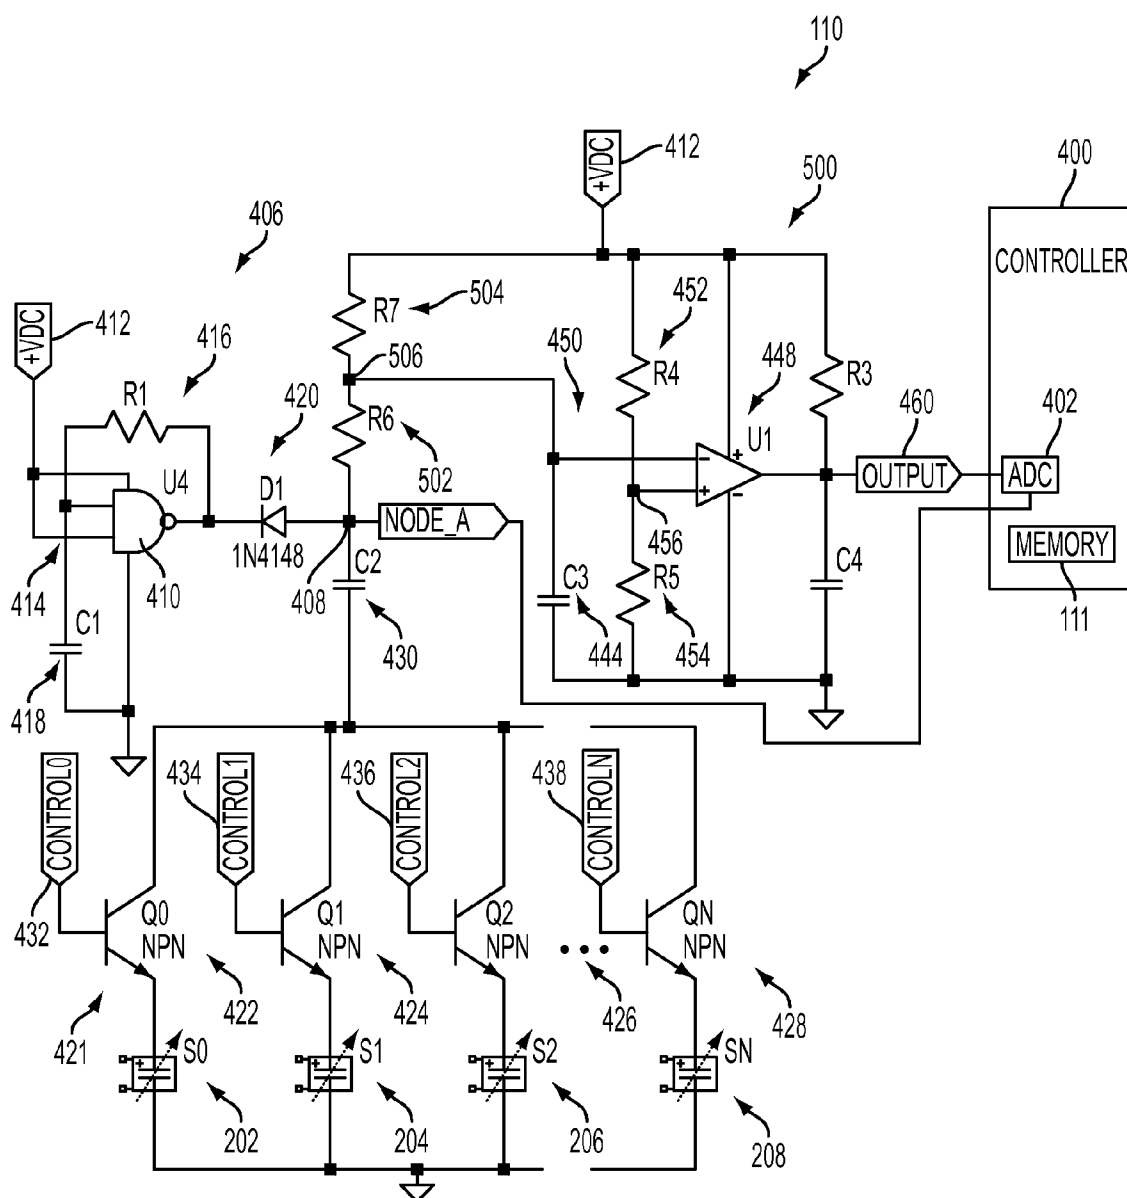 110
+VDC
412
400
500
406
CONTROLLER
+VDC
412
416
R7
504
452
450
R4
448
R3
460
402
506
R1
420
R6
U1
OUTPUT
ADC
U4
D1
502
NODE_A
1N4148
C2
408
456
MEMORY
414
410
C3
R5
C4
111
C1
430
444
454
418
CONTROL0
434
CONTROL1
436
CONTROL2
438
CONTROLN
432
Q0
NPN
Q1
NPN
Q2
NPN
QN
NPN
421
422
424
426
428
S0
S1
S2
SN
202
204
206
208